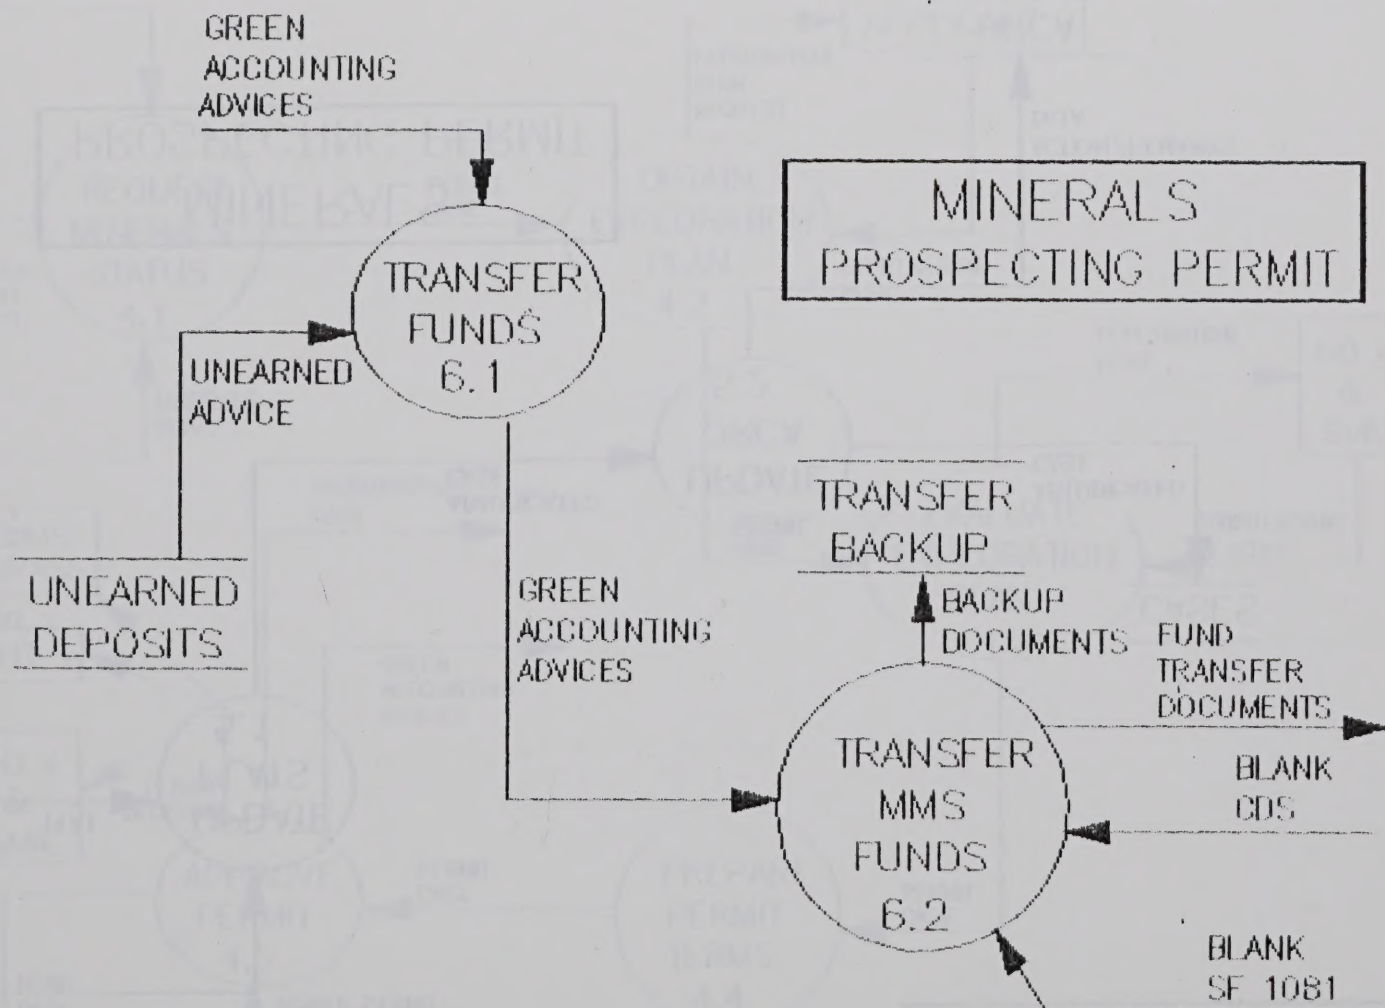 GREEN
ACCOUNTING
ADVICES
MINERALS
PROSPECTING PERMIT
TRANSFER
FUNDS
6.1
UNEARNED
ADVICE
UNEARNED
DEPOSITS
GREEN
ACCOUNTING
ADVICES
TRANSFER
BACKUP
BACKUP
DOCUMENTS
FUND
TRANSFER
DOCUMENTS
TRANSFER
MMS
FUNDS
6.2
BLANK
CDS
BLANK
SF 1081